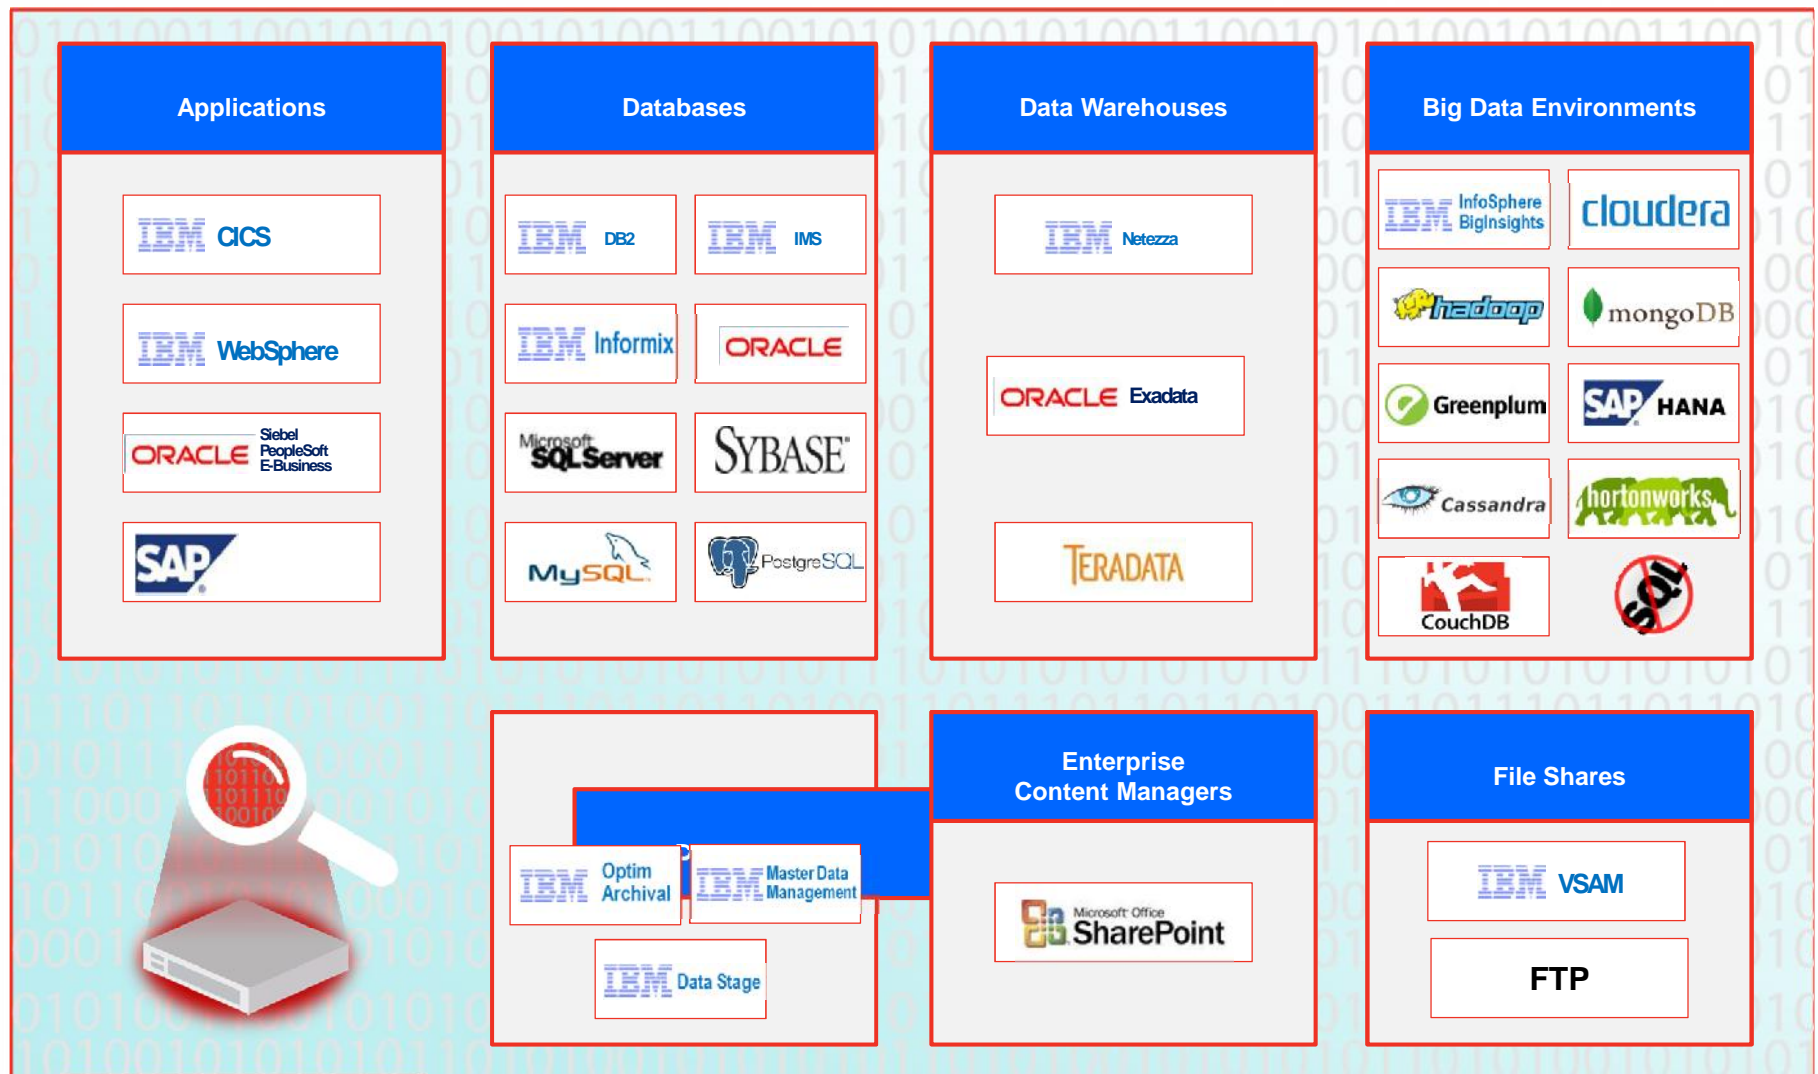 Applications
IBM CICS
IBM WebSphere
ORACLE
Siebel
PeopleSoft
E-Business
SAP
Databases
IBM DB2
IBM IMS
IBM Informix
ORACLE
Microsoft
SQL Server
SYBASE
MySQL
PostgreSQL
Data Warehouses
IBM Netezza
ORACLE Exadata
TERADATA
Big Data Environments
IBM InfoSphere
BigInsights
cloudera
hadoop
mongoDB
Greenplum
SAP HANA
Cassandra
hortonworks
CouchDB
SQL
IBM Optim
Archival
IBM Master Data
Management
IBM Data Stage
Enterprise
Content Managers
Microsoft Office
SharePoint
File Shares
IBM VSAM
FTP